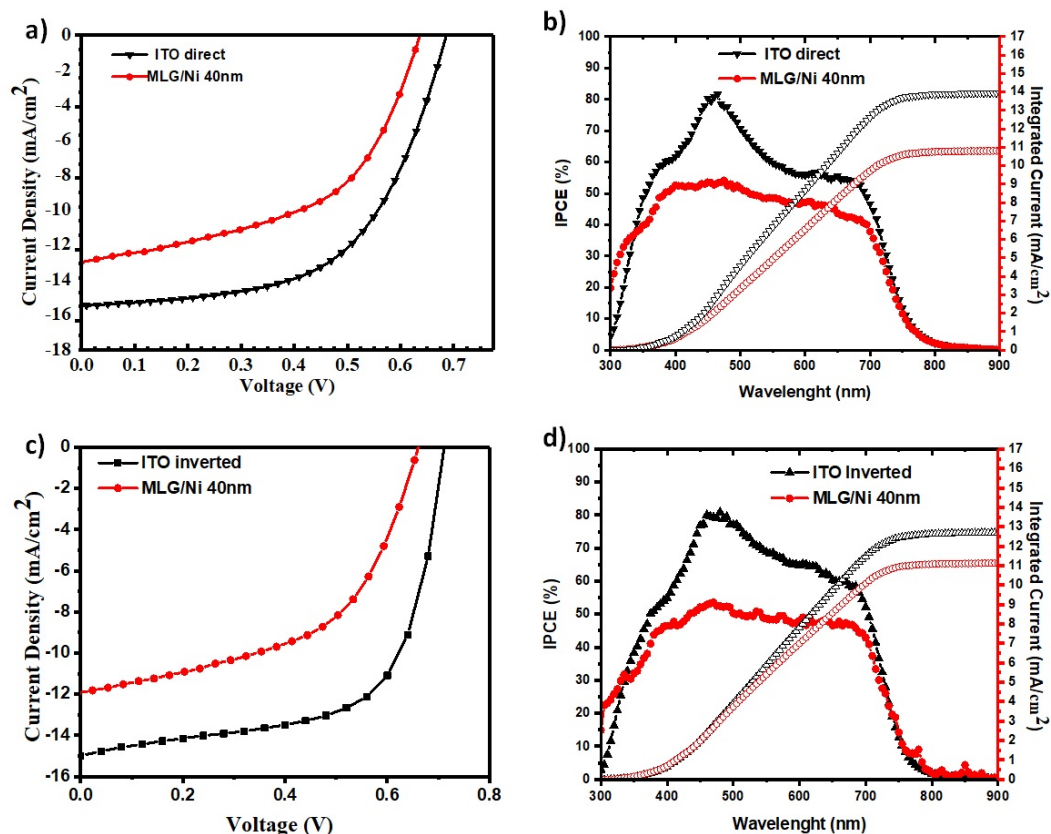 a)
ITO direct
MLG/Ni 40nm
Current Density (mA/cm2)
0
-2
-4
-6
-8
-10
-12
-14
-16
-18
0.0 0.1 0.2 0.3 0.4 0.5 0.6 0.7
Voltage (V)
b)
ITO direct
MLG/Ni 40nm
IPCE (%)
100
90
80
70
60
50
40
30
20
10
0
300 400 500 600 700 800 900
Wavelenght (nm)
17
16
15
14
13
12
11
10
9
8
7
6
5
4
3
2
1
0
Integrated Current (mA/cm2)
c)
ITO inverted
MLG/Ni 40nm
Current Density (mA/cm2)
0
-2
-4
-6
-8
-10
-12
-14
-16
0.0 0.2 0.4 0.6 0.8
Voltage (V)
d)
ITO Inverted
MLG/Ni 40nm
IPCE (%)
100
90
80
70
60
50
40
30
20
10
0
300 400 500 600 700 800 900
Wavelenght (nm)
17
16
15
14
13
12
11
10
9
8
7
6
5
4
3
2
1
0
Integrated Current (mA/cm2)